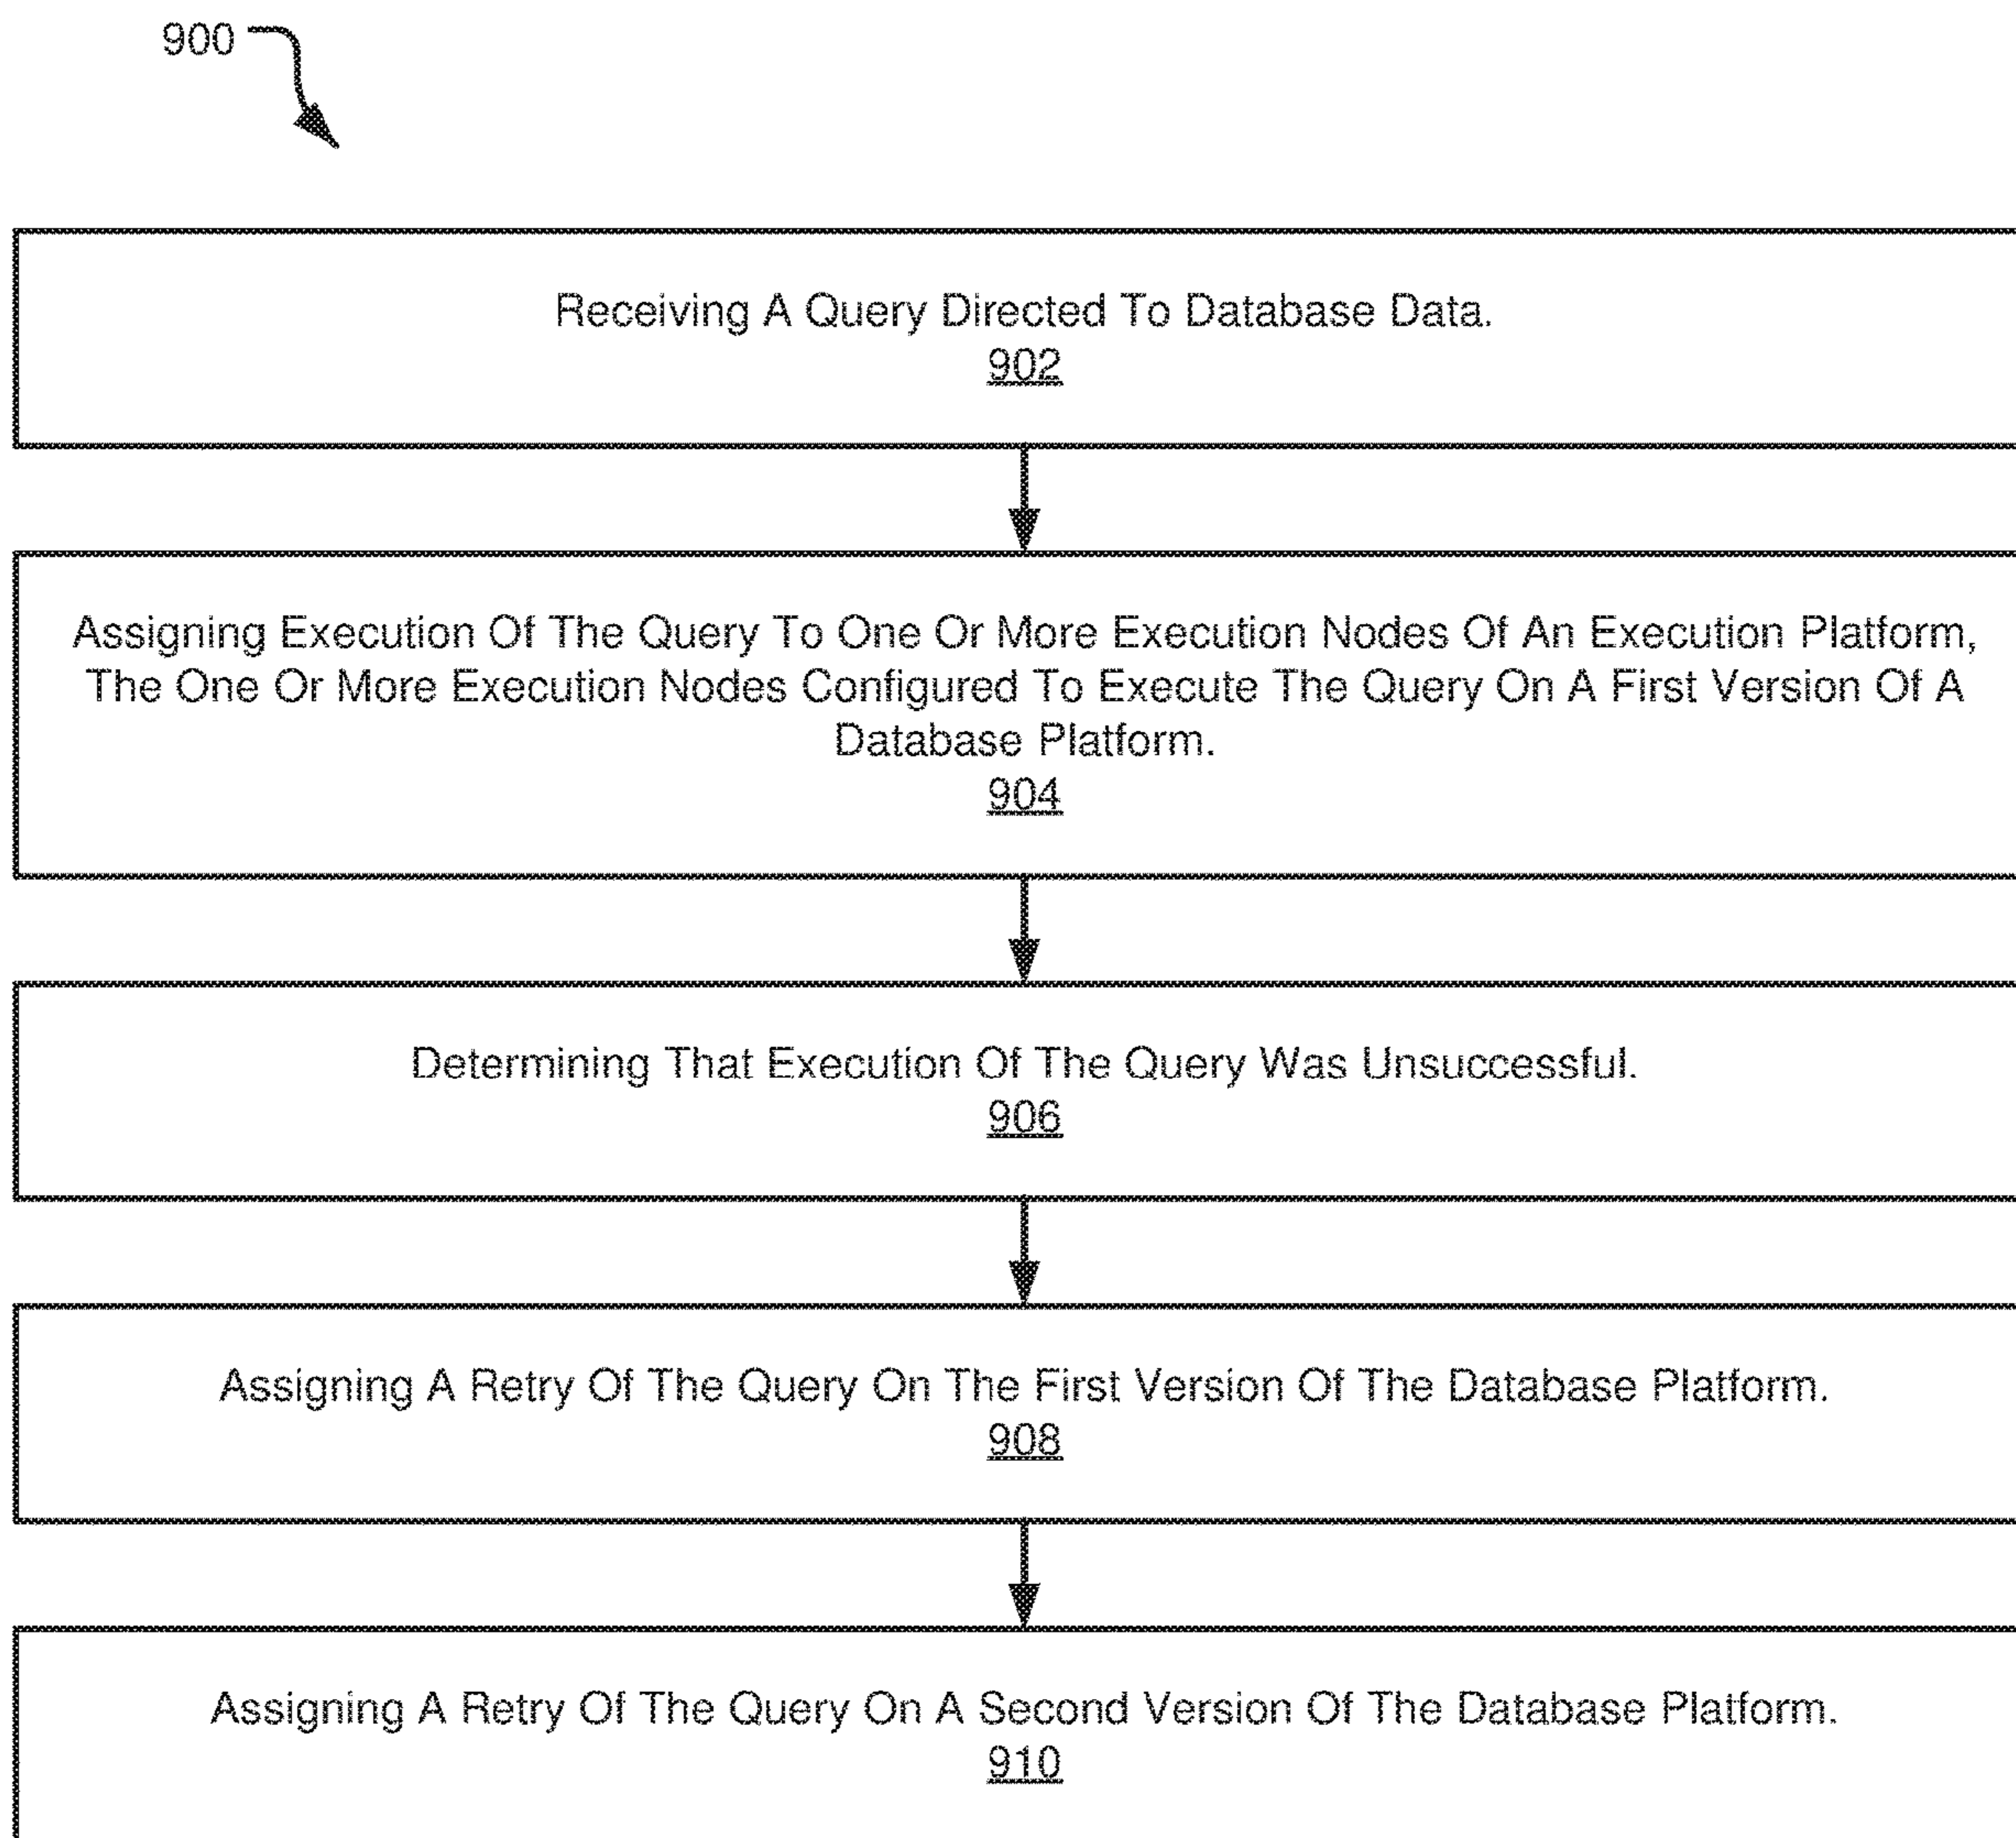 900
Receiving A Query Directed To Database Data.
902
Assigning Execution Of The Query To One Or More Execution Nodes Of An Execution Platform,
The One Or More Execution Nodes Configured To Execute The Query On A First Version Of A
Database Platform.
904
Determining That Execution Of The Query Was Unsuccessful.
906
Assigning A Retry Of The Query On The First Version Of The Database Platform.
908
Assigning A Retry Of The Query On A Second Version Of The Database Platform.
910